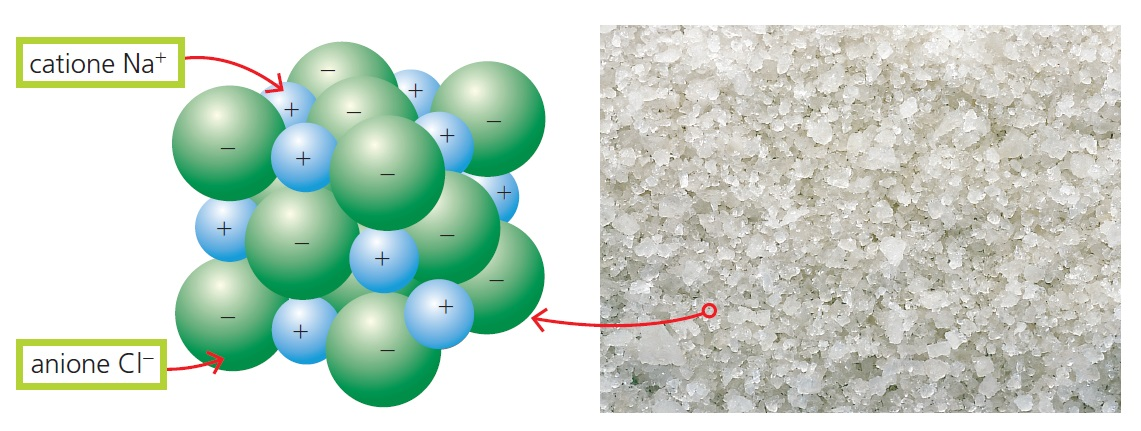 catione Na⁺
anione Cl⁻
− + − + −
+ − + − +
+ − − +
− + +
− + −